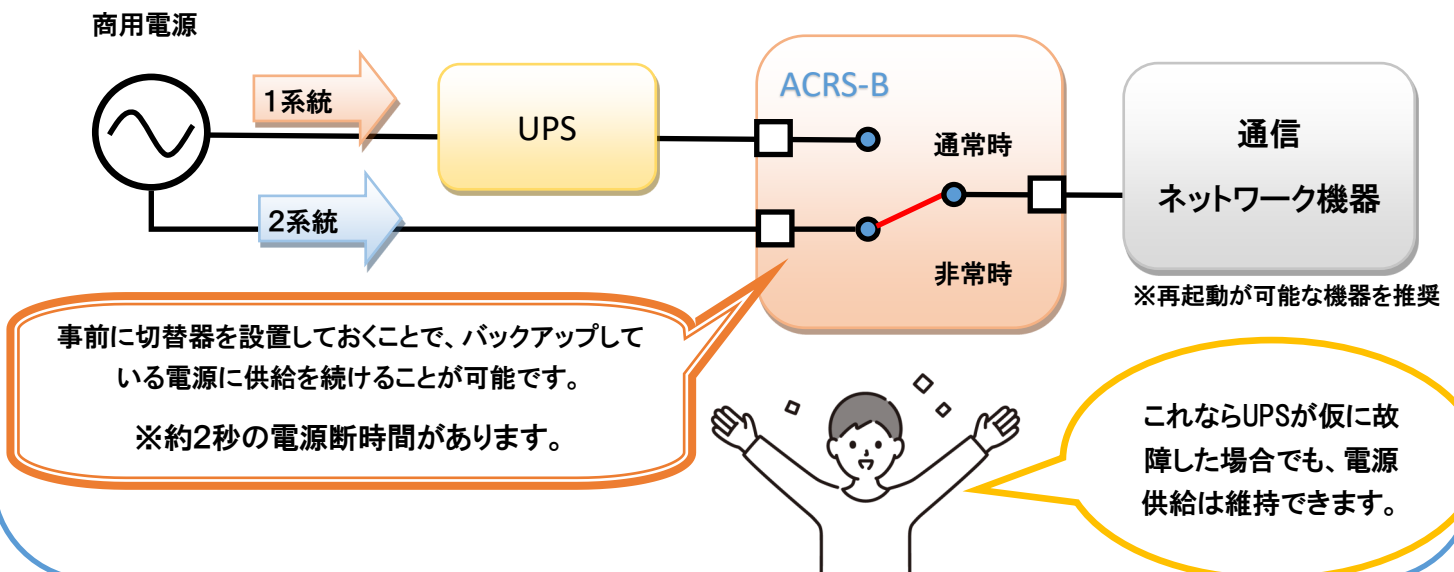 商用電源
1系統
UPS
ACRS-B
通常時
通信
ネットワーク機器
2系統
非常時
※再起動が可能な機器を推奨
事前に切替器を設置しておくことで、バックアップして
いる電源に供給を続けることが可能です。
※約2秒の電源断時間があります。
これならUPSが仮に故
障した場合でも、電源
供給は維持できます。